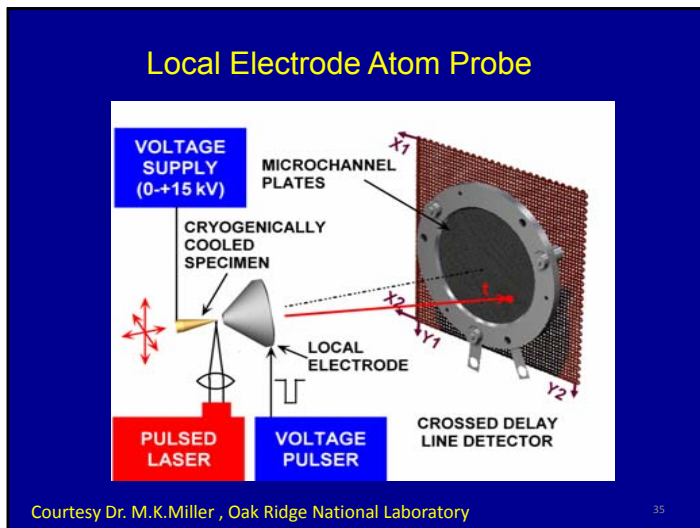 Local Electrode Atom Probe
VOLTAGE
SUPPLY
(0-+15 kV)
MICROCHANNEL
PLATES
X1
CRYOGENICALLY
COOLED
SPECIMEN
t
X2
Y1
LOCAL
ELECTRODE
Y2
PULSED
LASER
VOLTAGE
PULSER
CROSSED DELAY
LINE DETECTOR
Courtesy Dr. M.K.Miller , Oak Ridge National Laboratory
35